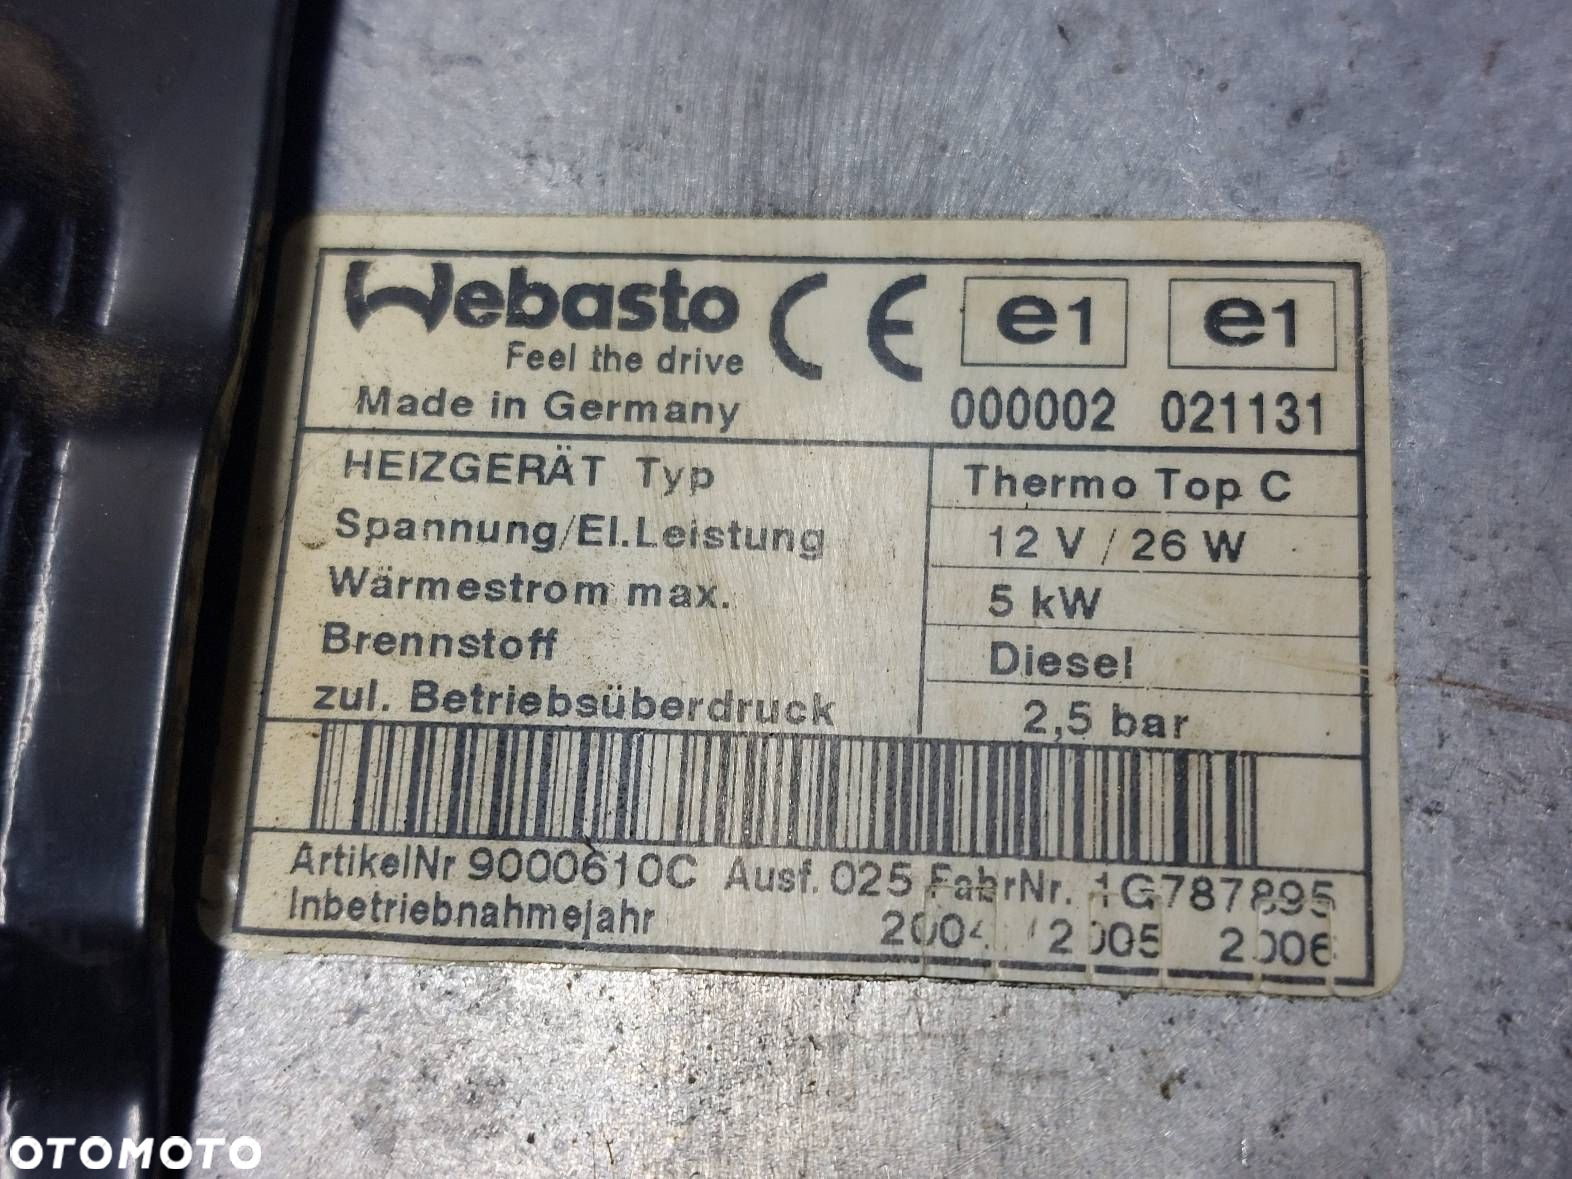 Webasto CE e1 e1
Feel the drive
Made in Germany 000002 021131
HEIZGERÄT Typ Thermo Top C
Spannung/El.Leistung 12 V / 26 W
Wärmestrom max. 5 kW
Brennstoff Diesel
zul. Betriebsüberdruck 2,5 bar
ArtikelNr 9000610C Ausf. 025 FabrNr. 1G787895
Inbetriebnahmejahr 2004 / 2005 2006
OTOMOTO